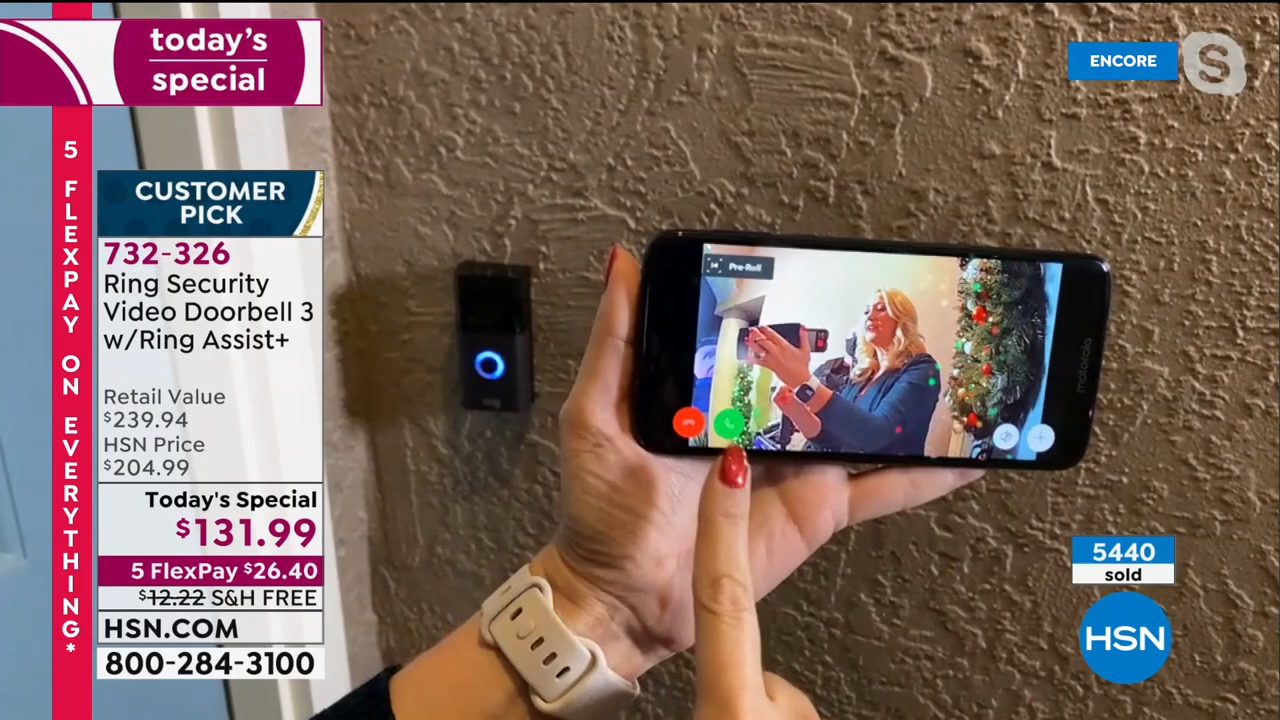 today's
special
ENCORE
S
5 FLEXPAY ON EVERYTHING*
CUSTOMER
PICK
732-326
Ring Security
Video Doorbell 3
w/Ring Assist+
Retail Value
$239.94
HSN Price
$204.99
Today's Special
$131.99
5 FlexPay $26.40
$12.22 S&H FREE
HSN.COM
800-284-3100
Pre-Roll
motorola
ring
5440
sold
HSN